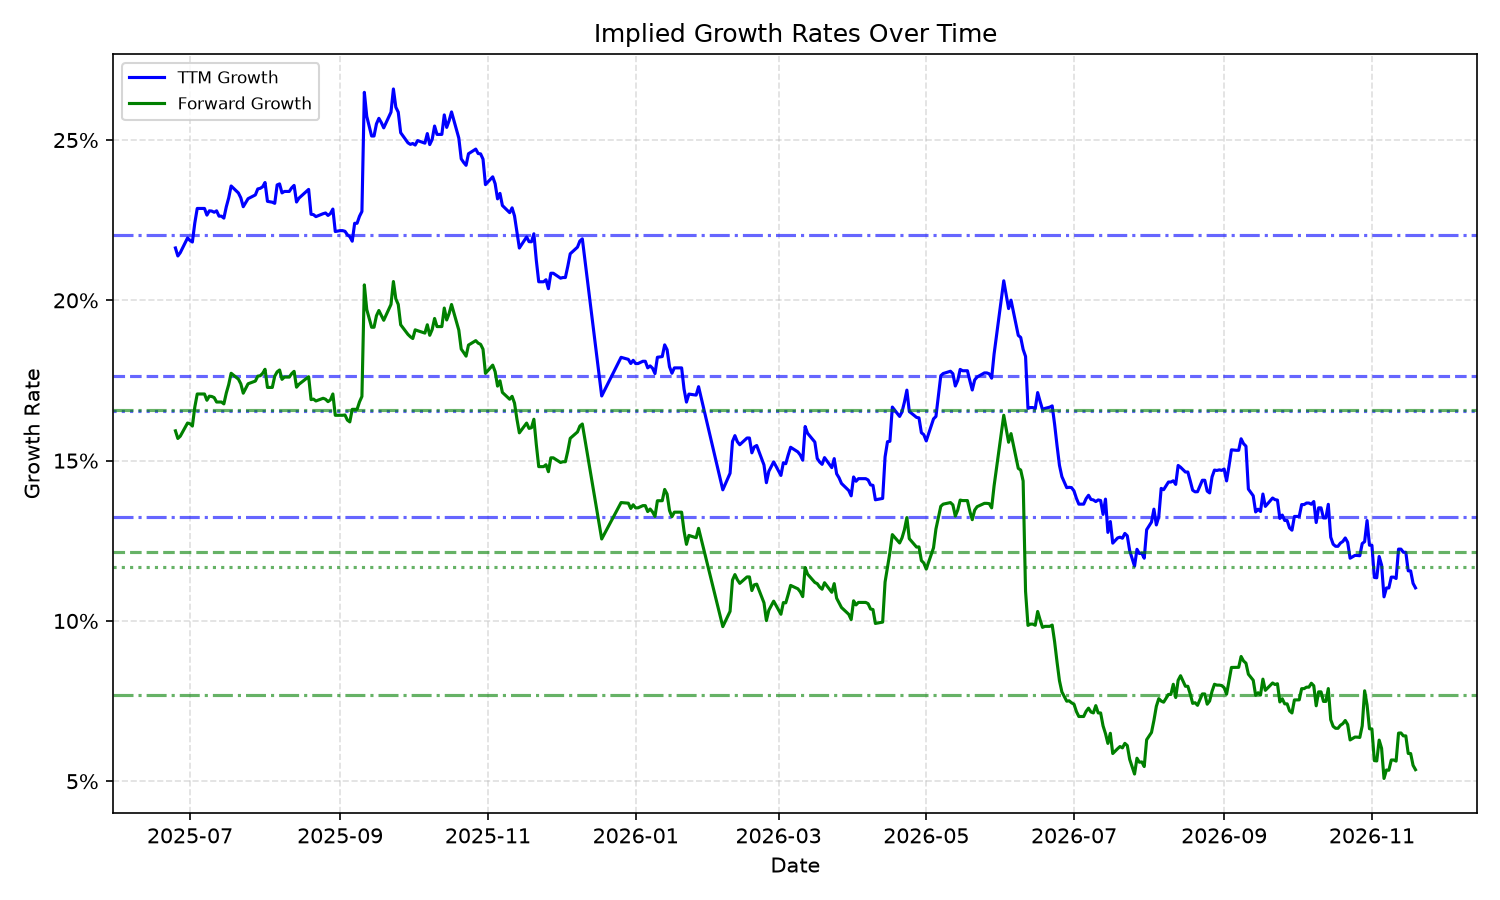 Implied Growth Rates Over Time
TTM Growth
Forward Growth
25%
20%
15%
10%
5%
Growth Rate
2025-07
2025-09
2025-11
2026-01
2026-03
2026-05
2026-07
2026-09
2026-11
Date